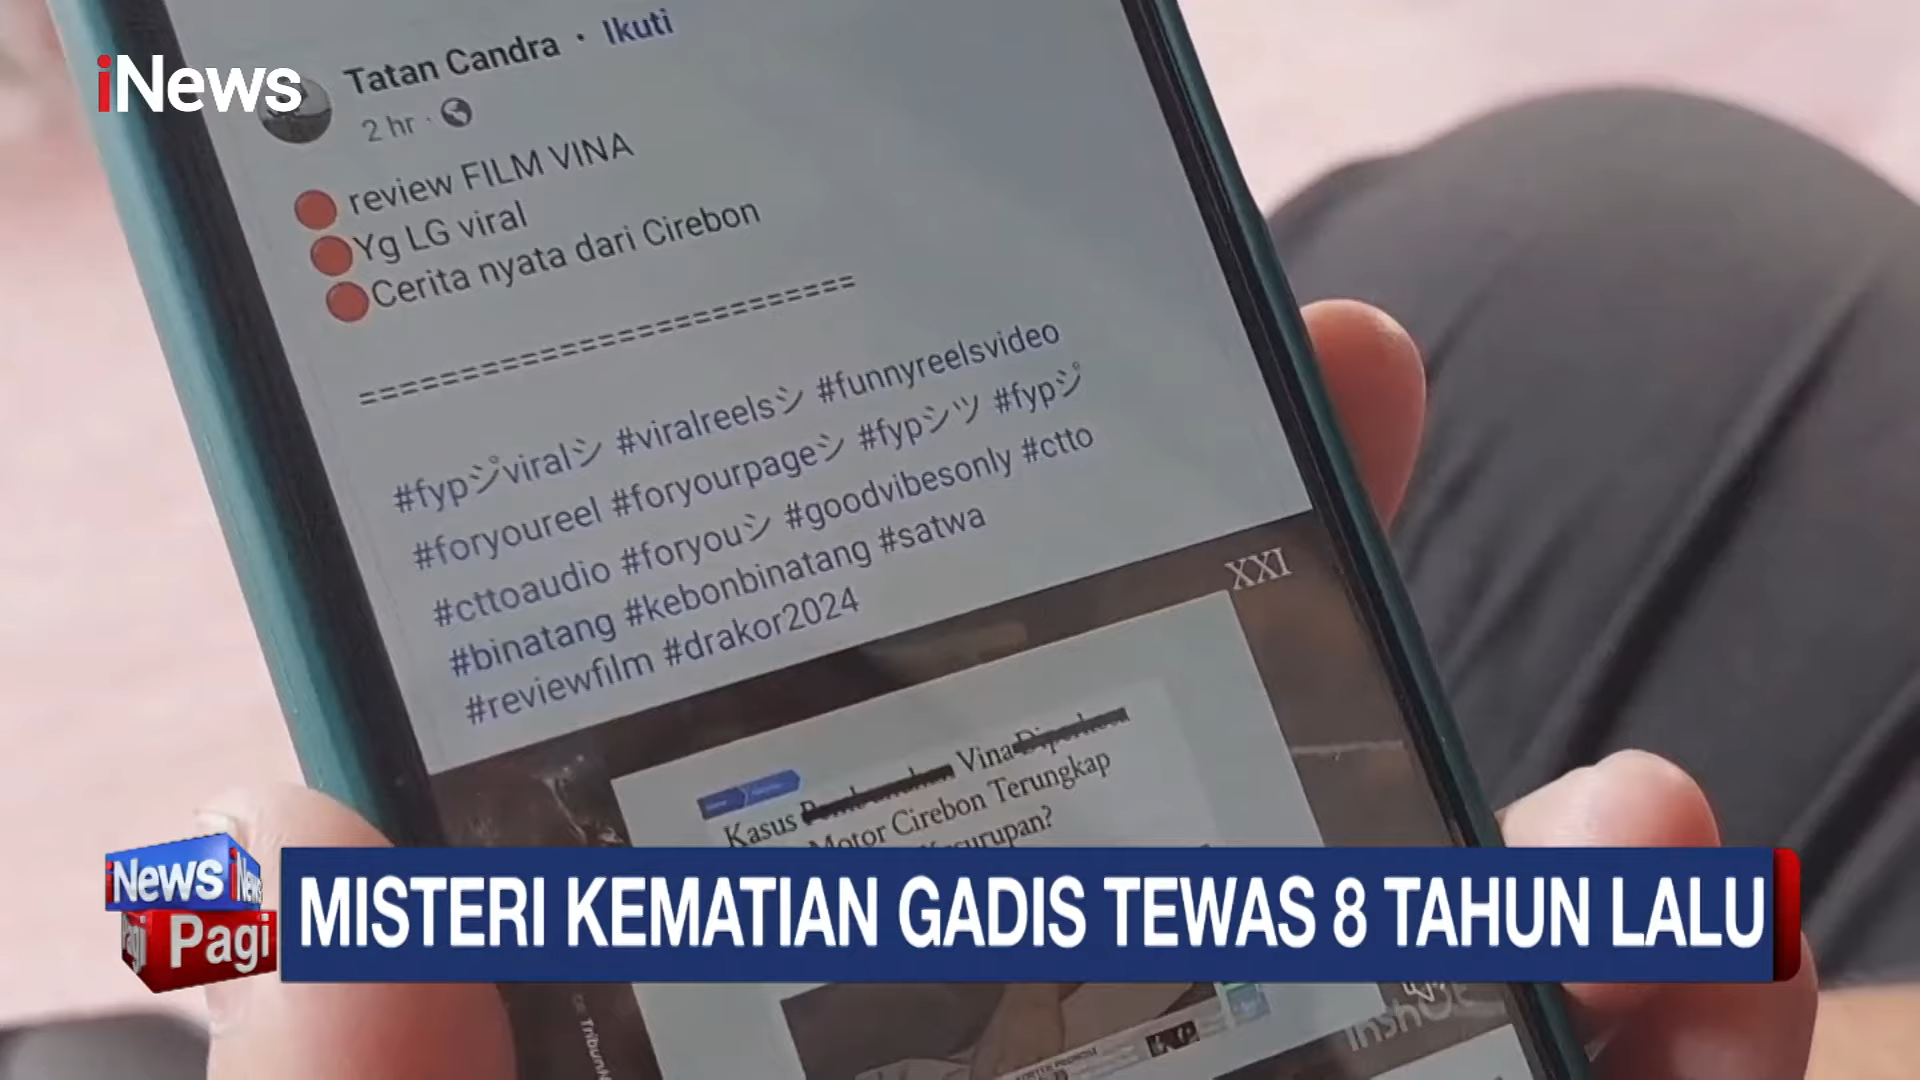 iNews
Tatan Candra · Ikuti
2 hr ·
🔴 review FILM VINA
🔴Yg LG viral
🔴Cerita nyata dari Cirebon
========================
#fypジviralシ #viralreelsシ #funnyreelsvideo
#foryoureel #foryourpageシ #fypシツ #fypジ
#cttoaudio #foryouシ #goodvibesonly #ctto
#binatang #kebonbinatang #satwa
#reviewfilm #drakor2024
XXI
Kasus Vina
Motor Cirebon Terungkap
Kesurupan?
iNews iNews
Pagi Pagi
MISTERI KEMATIAN GADIS TEWAS 8 TAHUN LALU